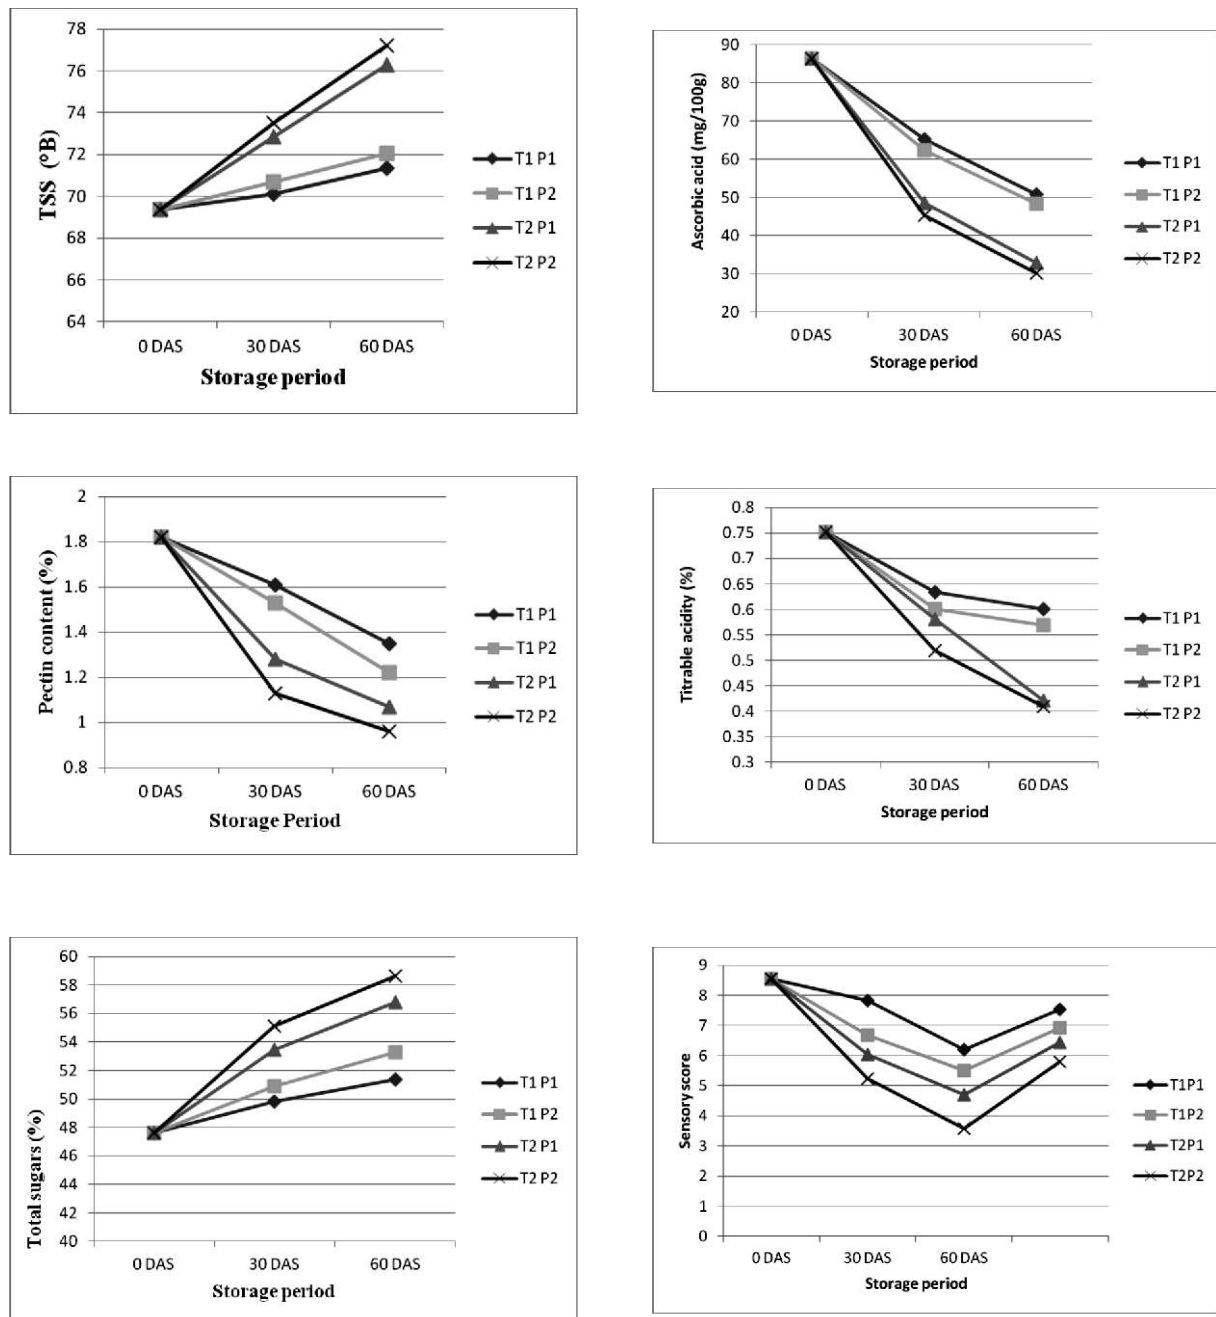 78
76
74
72
70
68
66
64
TSS (ºB)
0 DAS 30 DAS 60 DAS
Storage period
T1 P1
T1 P2
T2 P1
T2 P2
90
80
70
60
50
40
30
20
Ascorbic acid (mg/100g)
0 DAS 30 DAS 60 DAS
Storage period
T1 P1
T1 P2
T2 P1
T2 P2
2
1.8
1.6
1.4
1.2
1
0.8
Pectin content (%)
0 DAS 30 DAS 60 DAS
Storage Period
T1 P1
T1 P2
T2 P1
T2 P2
0.8
0.75
0.7
0.65
0.6
0.55
0.5
0.45
0.4
0.35
0.3
Titrable acidity (%)
0 DAS 30 DAS 60 DAS
Storage period
T1 P1
T1 P2
T2 P1
T2 P2
60
58
56
54
52
50
48
46
44
42
40
Total sugars (%)
0 DAS 30 DAS 60 DAS
Storage period
T1 P1
T1 P2
T2 P1
T2 P2
9
8
7
6
5
4
3
2
1
0
Sensory score
0 DAS 30 DAS 60 DAS
Storage period
T1P1
T1P2
T2P1
T2P2